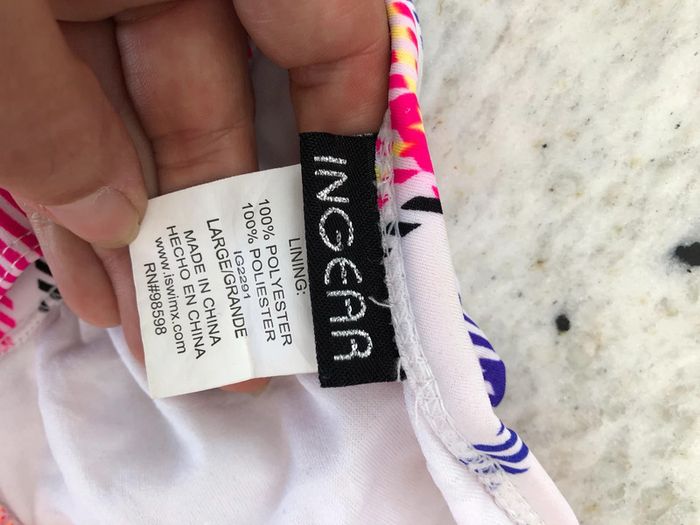 INGEAR
LINING:
100% POLYESTER
100% POLIESTER
IG2291
LARGE/GRANDE
MADE IN CHINA
HECHO EN CHINA
www.iswimx.com
RN#98598